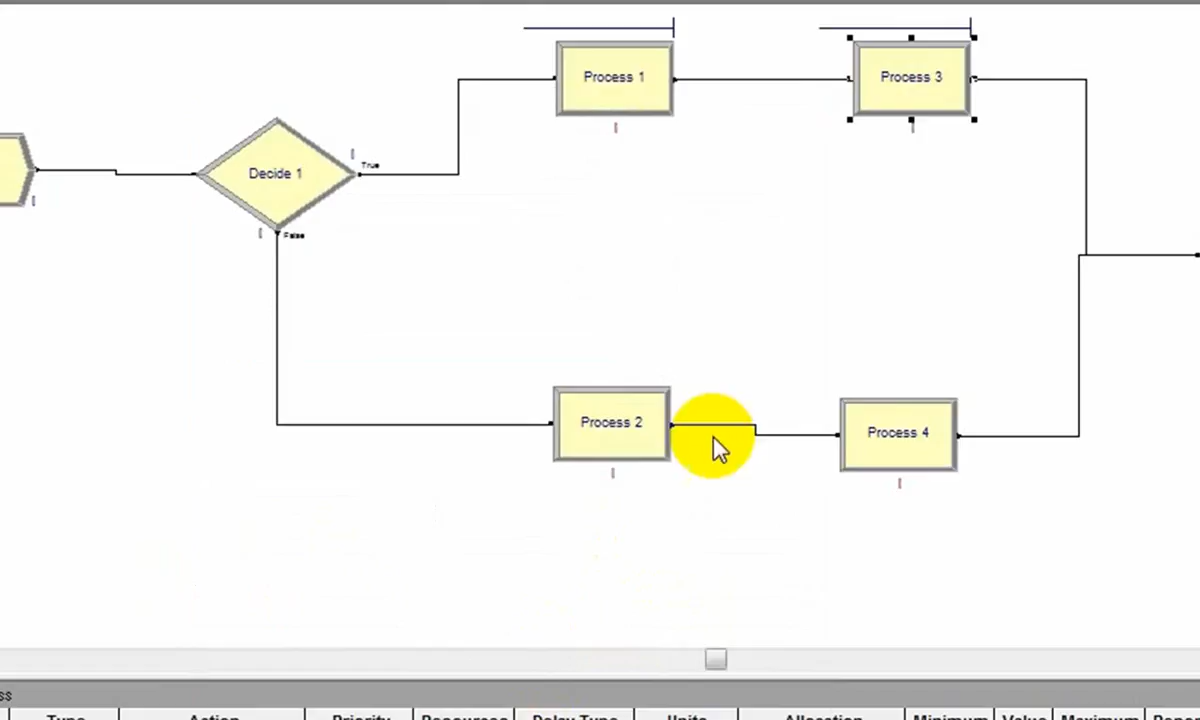 Process 1
Process 3
Decide 1
True
False
Process 2
Process 4
ss
Type Action Priority Resources Delay Type Units Allocation Minimum Value Maximum